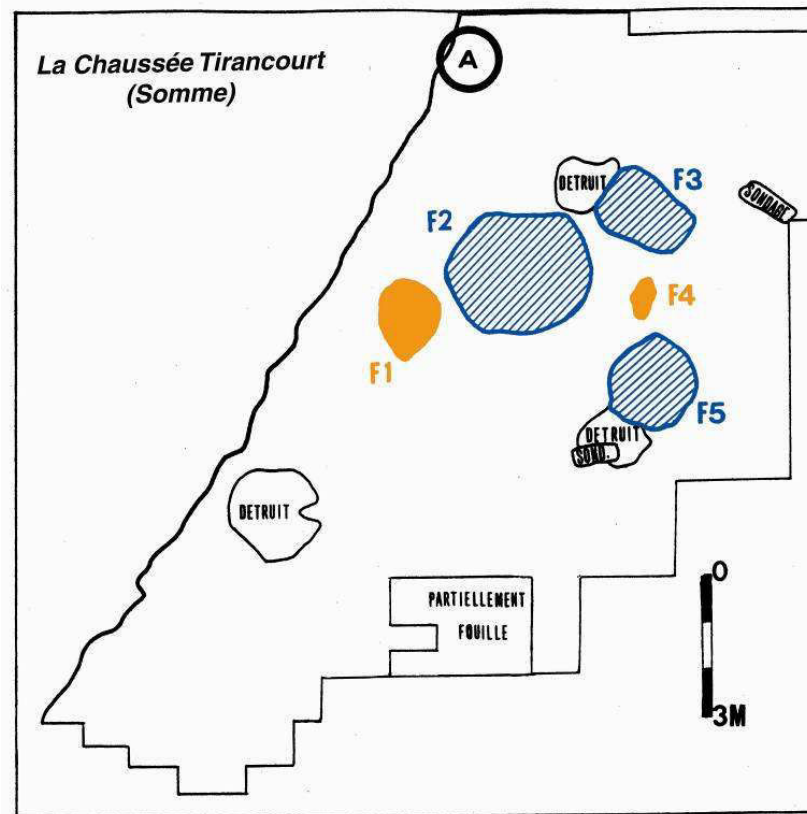 La Chaussée Tirancourt
(Somme)
A
DETRUIT
F3
SONDAGE
F2
F4
F1
F5
DETRUIT
SOND.
DETRUIT
PARTIELLEMENT
FOUILLE
0
3M